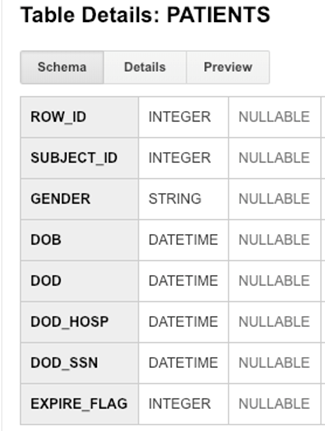 Table Details: PATIENTS
Schema Details Preview
ROW_ID INTEGER NULLABLE
SUBJECT_ID INTEGER NULLABLE
GENDER STRING NULLABLE
DOB DATETIME NULLABLE
DOD DATETIME NULLABLE
DOD_HOSP DATETIME NULLABLE
DOD_SSN DATETIME NULLABLE
EXPIRE_FLAG INTEGER NULLABLE